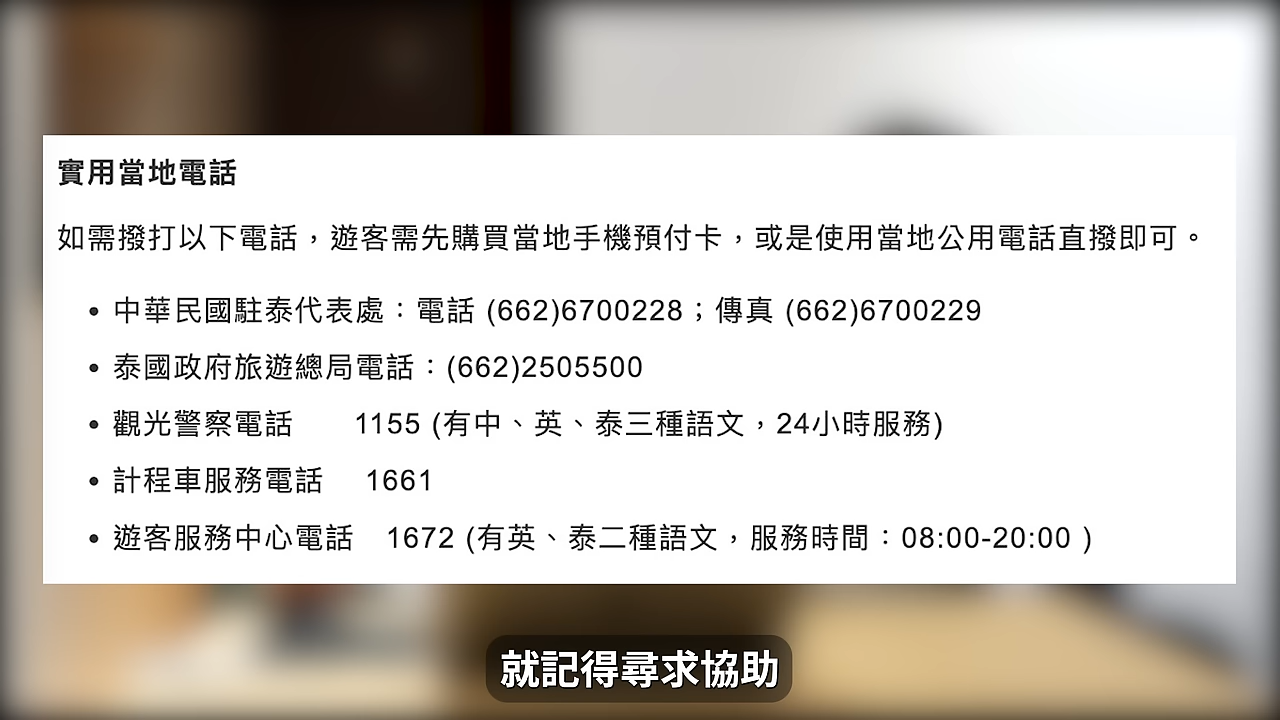 實用當地電話
如需撥打以下電話，遊客需先購買當地手機預付卡，或是使用當地公用電話直撥即可。
• 中華民國駐泰代表處：電話 (662)6700228；傳真 (662)6700229
• 泰國政府旅遊總局電話：(662)2505500
• 觀光警察電話　　1155 (有中、英、泰三種語文，24小時服務)
• 計程車服務電話　 1661
• 遊客服務中心電話　1672 (有英、泰二種語文，服務時間：08:00-20:00 )
就記得尋求協助